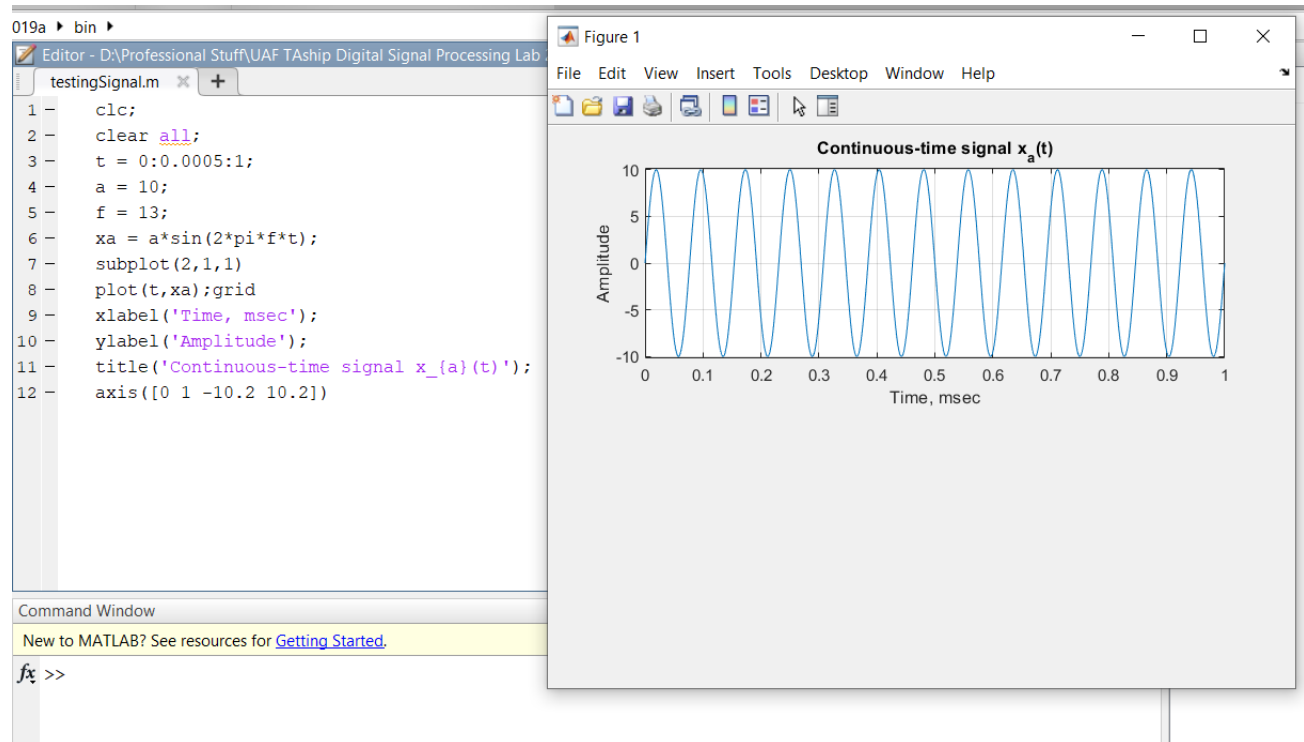 019a ▸ bin ▸
Editor - D:\Professional Stuff\UAF TAship Digital Signal Processing Lab
testingSignal.m × +
1 − clc;
2 − clear all;
3 − t = 0:0.0005:1;
4 − a = 10;
5 − f = 13;
6 − xa = a*sin(2*pi*f*t);
7 − subplot(2,1,1)
8 − plot(t,xa);grid
9 − xlabel('Time, msec');
10 − ylabel('Amplitude');
11 − title('Continuous-time signal x_{a}(t)');
12 − axis([0 1 -10.2 10.2])
Command Window
New to MATLAB? See resources for Getting Started.
fx >>
Figure 1
File Edit View Insert Tools Desktop Window Help
Continuous-time signal x_a(t)
Amplitude
10
5
0
-5
-10
0 0.1 0.2 0.3 0.4 0.5 0.6 0.7 0.8 0.9 1
Time, msec